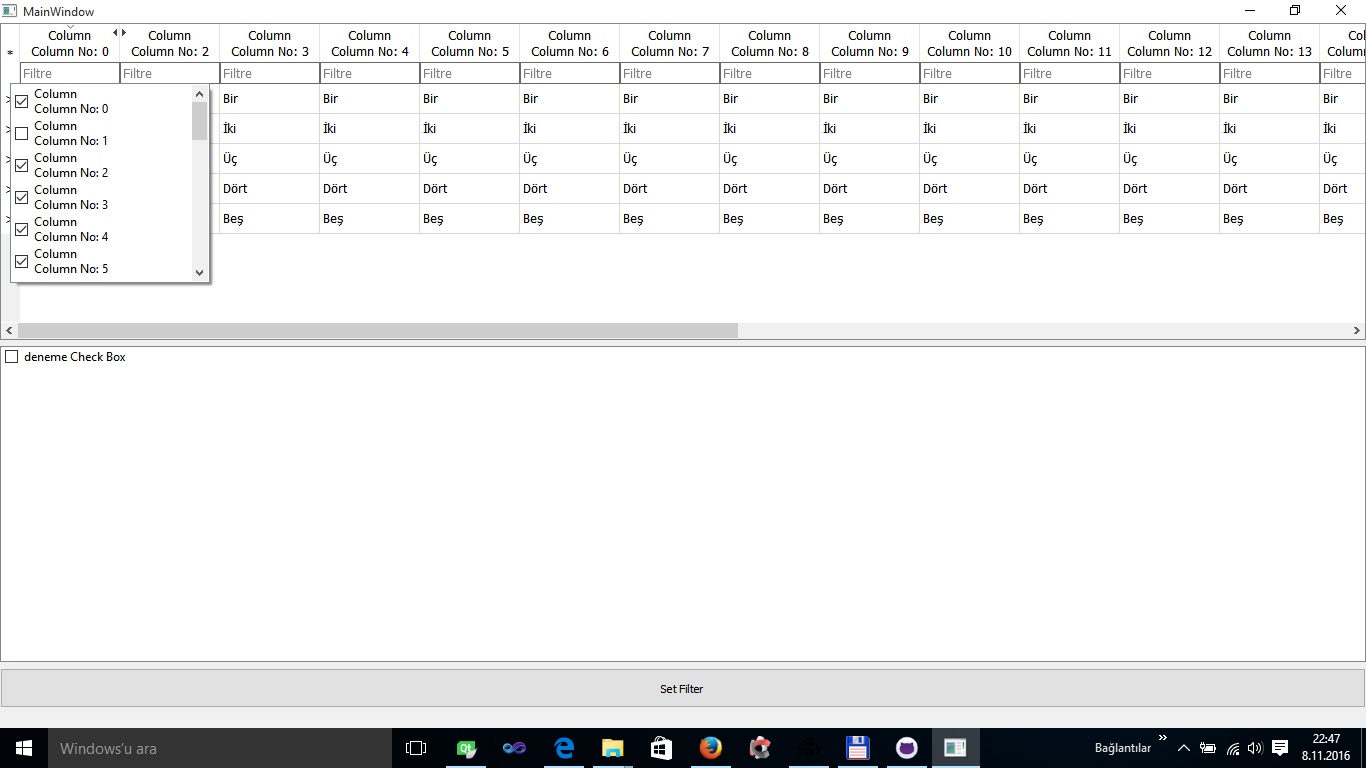 MainWindow
Column Column Column Column Column Column Column Column Column Column Column Column Column Col
* Column No: 0 Column No: 2 Column No: 3 Column No: 4 Column No: 5 Column No: 6 Column No: 7 Column No: 8 Column No: 9 Column No: 10 Column No: 11 Column No: 12 Column No: 13 Colum
Filtre Filtre Filtre Filtre Filtre Filtre Filtre Filtre Filtre Filtre Filtre Filtre Filtre Filtre
> Bir Bir Bir Bir Bir Bir Bir Bir Bir Bir Bir Bir
> İki İki İki İki İki İki İki İki İki İki İki İki
> Üç Üç Üç Üç Üç Üç Üç Üç Üç Üç Üç Üç
> Dört Dört Dört Dört Dört Dört Dört Dört Dört Dört Dört Dört
> Beş Beş Beş Beş Beş Beş Beş Beş Beş Beş Beş Beş
Column
Column No: 0
Column
Column No: 1
Column
Column No: 2
Column
Column No: 3
Column
Column No: 4
Column
Column No: 5
deneme Check Box
Set Filter
Windows'u ara
Qt
Bağlantılar
22:47
8.11.2016